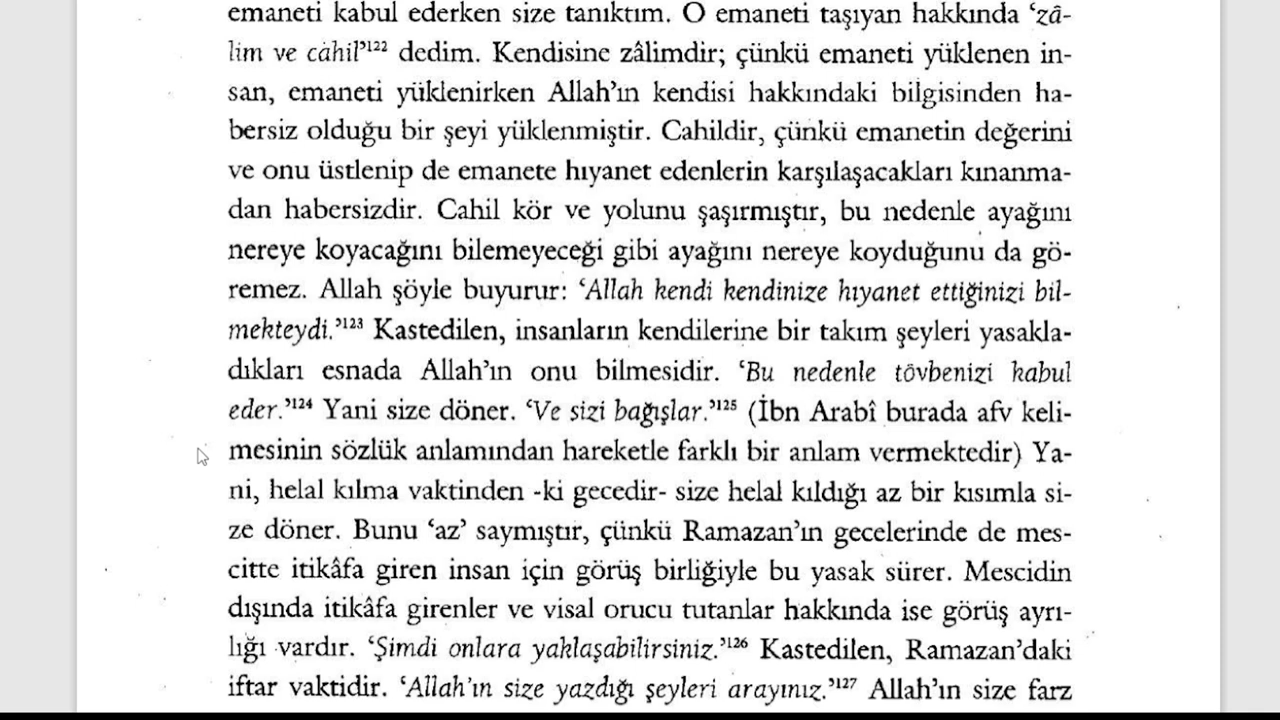 emaneti kabul ederken size tanıktım. O emaneti taşıyan hakkında ‘zâ-
lim ve câhil’¹²² dedim. Kendisine zâlimdir; çünkü emaneti yüklenen in-
san, emaneti yüklenirken Allah’ın kendisi hakkındaki bilgisinden ha-
bersiz olduğu bir şeyi yüklenmiştir. Cahildir, çünkü emanetin değerini
ve onu üstlenip de emanete hıyanet edenlerin karşılaşacakları kınanma-
dan habersizdir. Cahil kör ve yolunu şaşırmıştır, bu nedenle ayağını
nereye koyacağını bilemeyeceği gibi ayağını nereye koyduğunu da gö-
remez. Allah şöyle buyurur: ‘Allah kendi kendinize hıyanet ettiğinizi bil-
mekteydi.’¹²³ Kastedilen, insanların kendilerine bir takım şeyleri yasakla-
dıkları esnada Allah’ın onu bilmesidir. ‘Bu nedenle tövbenizi kabul
eder.’¹²⁴ Yani size döner. ‘Ve sizi bağışlar.’¹²⁵ (İbn Arabî burada afv keli-
mesinin sözlük anlamından hareketle farklı bir anlam vermektedir) Ya-
ni, helal kılma vaktinden -ki gecedir- size helal kıldığı az bir kısımla si-
ze döner. Bunu ‘az’ saymıştır, çünkü Ramazan’ın gecelerinde de mes-
citte itikâfa giren insan için görüş birliğiyle bu yasak sürer. Mescidin
dışında itikâfa girenler ve visal orucu tutanlar hakkında ise görüş ayrı-
lığı vardır. ‘Şimdi onlara yaklaşabilirsiniz.’¹²⁶ Kastedilen, Ramazan’daki
iftar vaktidir. ‘Allah’ın size yazdığı şeyleri arayınız.’¹²⁷ Allah’ın size farz